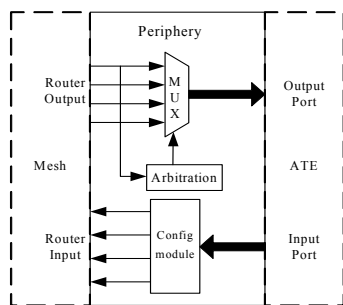 Periphery
Router
Output
M
U
X
Output
Port
Mesh
Arbitration
ATE
Router
Input
Config
module
Input
Port